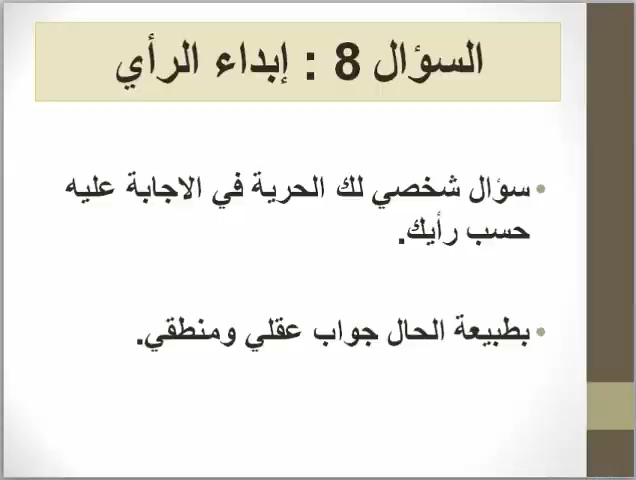 السؤال 8 : إبداء الرأي
• سؤال شخصي لك الحرية في الاجابة عليه
حسب رأيك.
• بطبيعة الحال جواب عقلي ومنطقي.